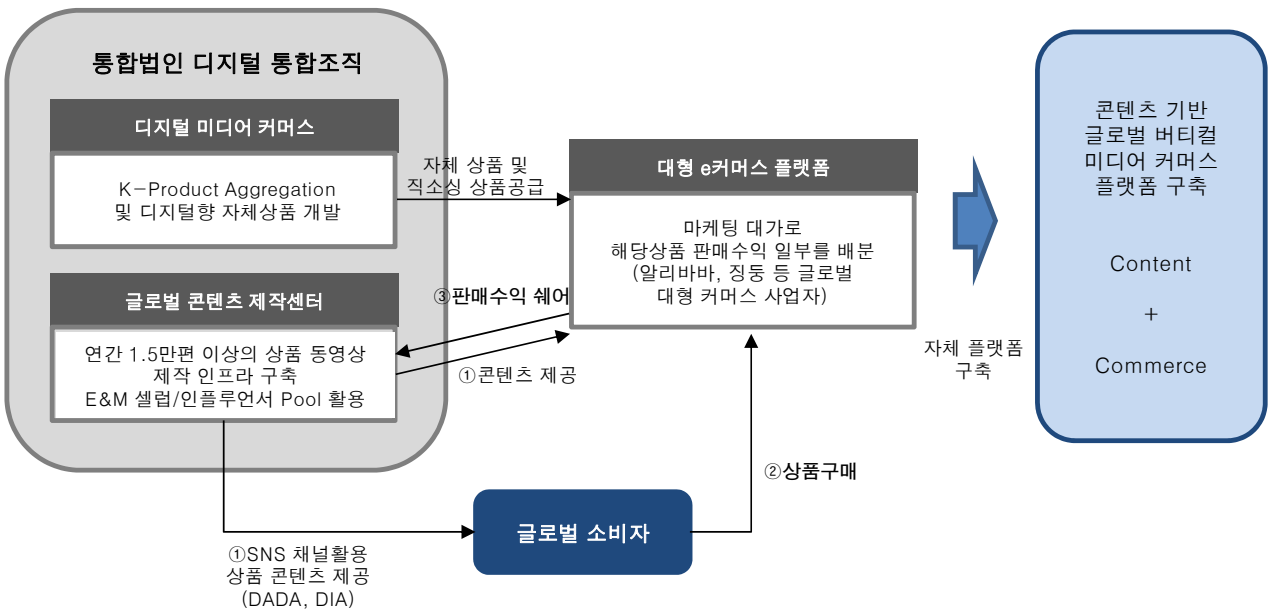 통합법인 디지털 통합조직
디지털 미디어 커머스
K-Product Aggregation
및 디지털향 자체상품 개발
글로벌 콘텐츠 제작센터
연간 1.5만편 이상의 상품 동영상
제작 인프라 구축
E&M 셀럽/인플루언서 Pool 활용
자체 상품 및
직소싱 상품공급
③판매수익 쉐어
①콘텐츠 제공
대형 e커머스 플랫폼
마케팅 대가로
해당상품 판매수익 일부를 배분
(알리바바, 징둥 등 글로벌
대형 커머스 사업자)
②상품구매
글로벌 소비자
①SNS 채널활용
상품 콘텐츠 제공
(DADA, DIA)
자체 플랫폼
구축
콘텐츠 기반
글로벌 버티컬
미디어 커머스
플랫폼 구축
Content
+
Commerce